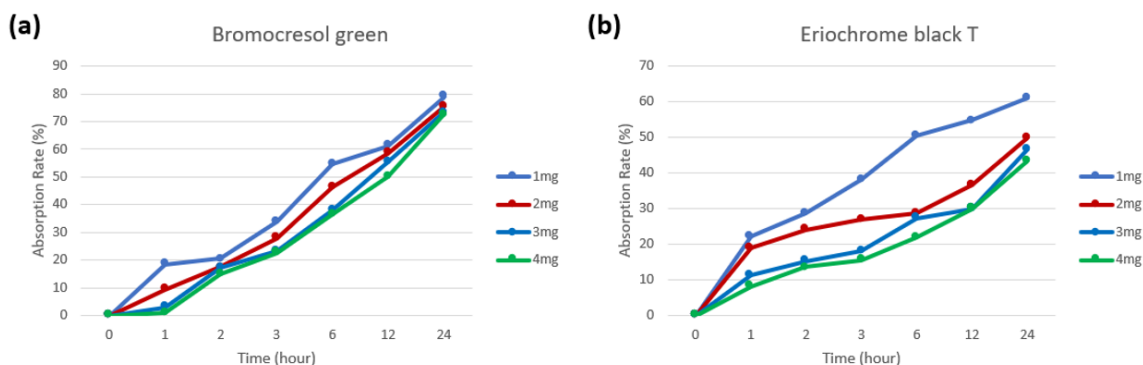 (a)
Bromocresol green
Absorption Rate (%)
90
80
70
60
50
40
30
20
10
0
0 1 2 3 6 12 24
Time (hour)
1mg
2mg
3mg
4mg
(b)
Eriochrome black T
Absorption Rate (%)
70
60
50
40
30
20
10
0
0 1 2 3 6 12 24
Time (hour)
1mg
2mg
3mg
4mg